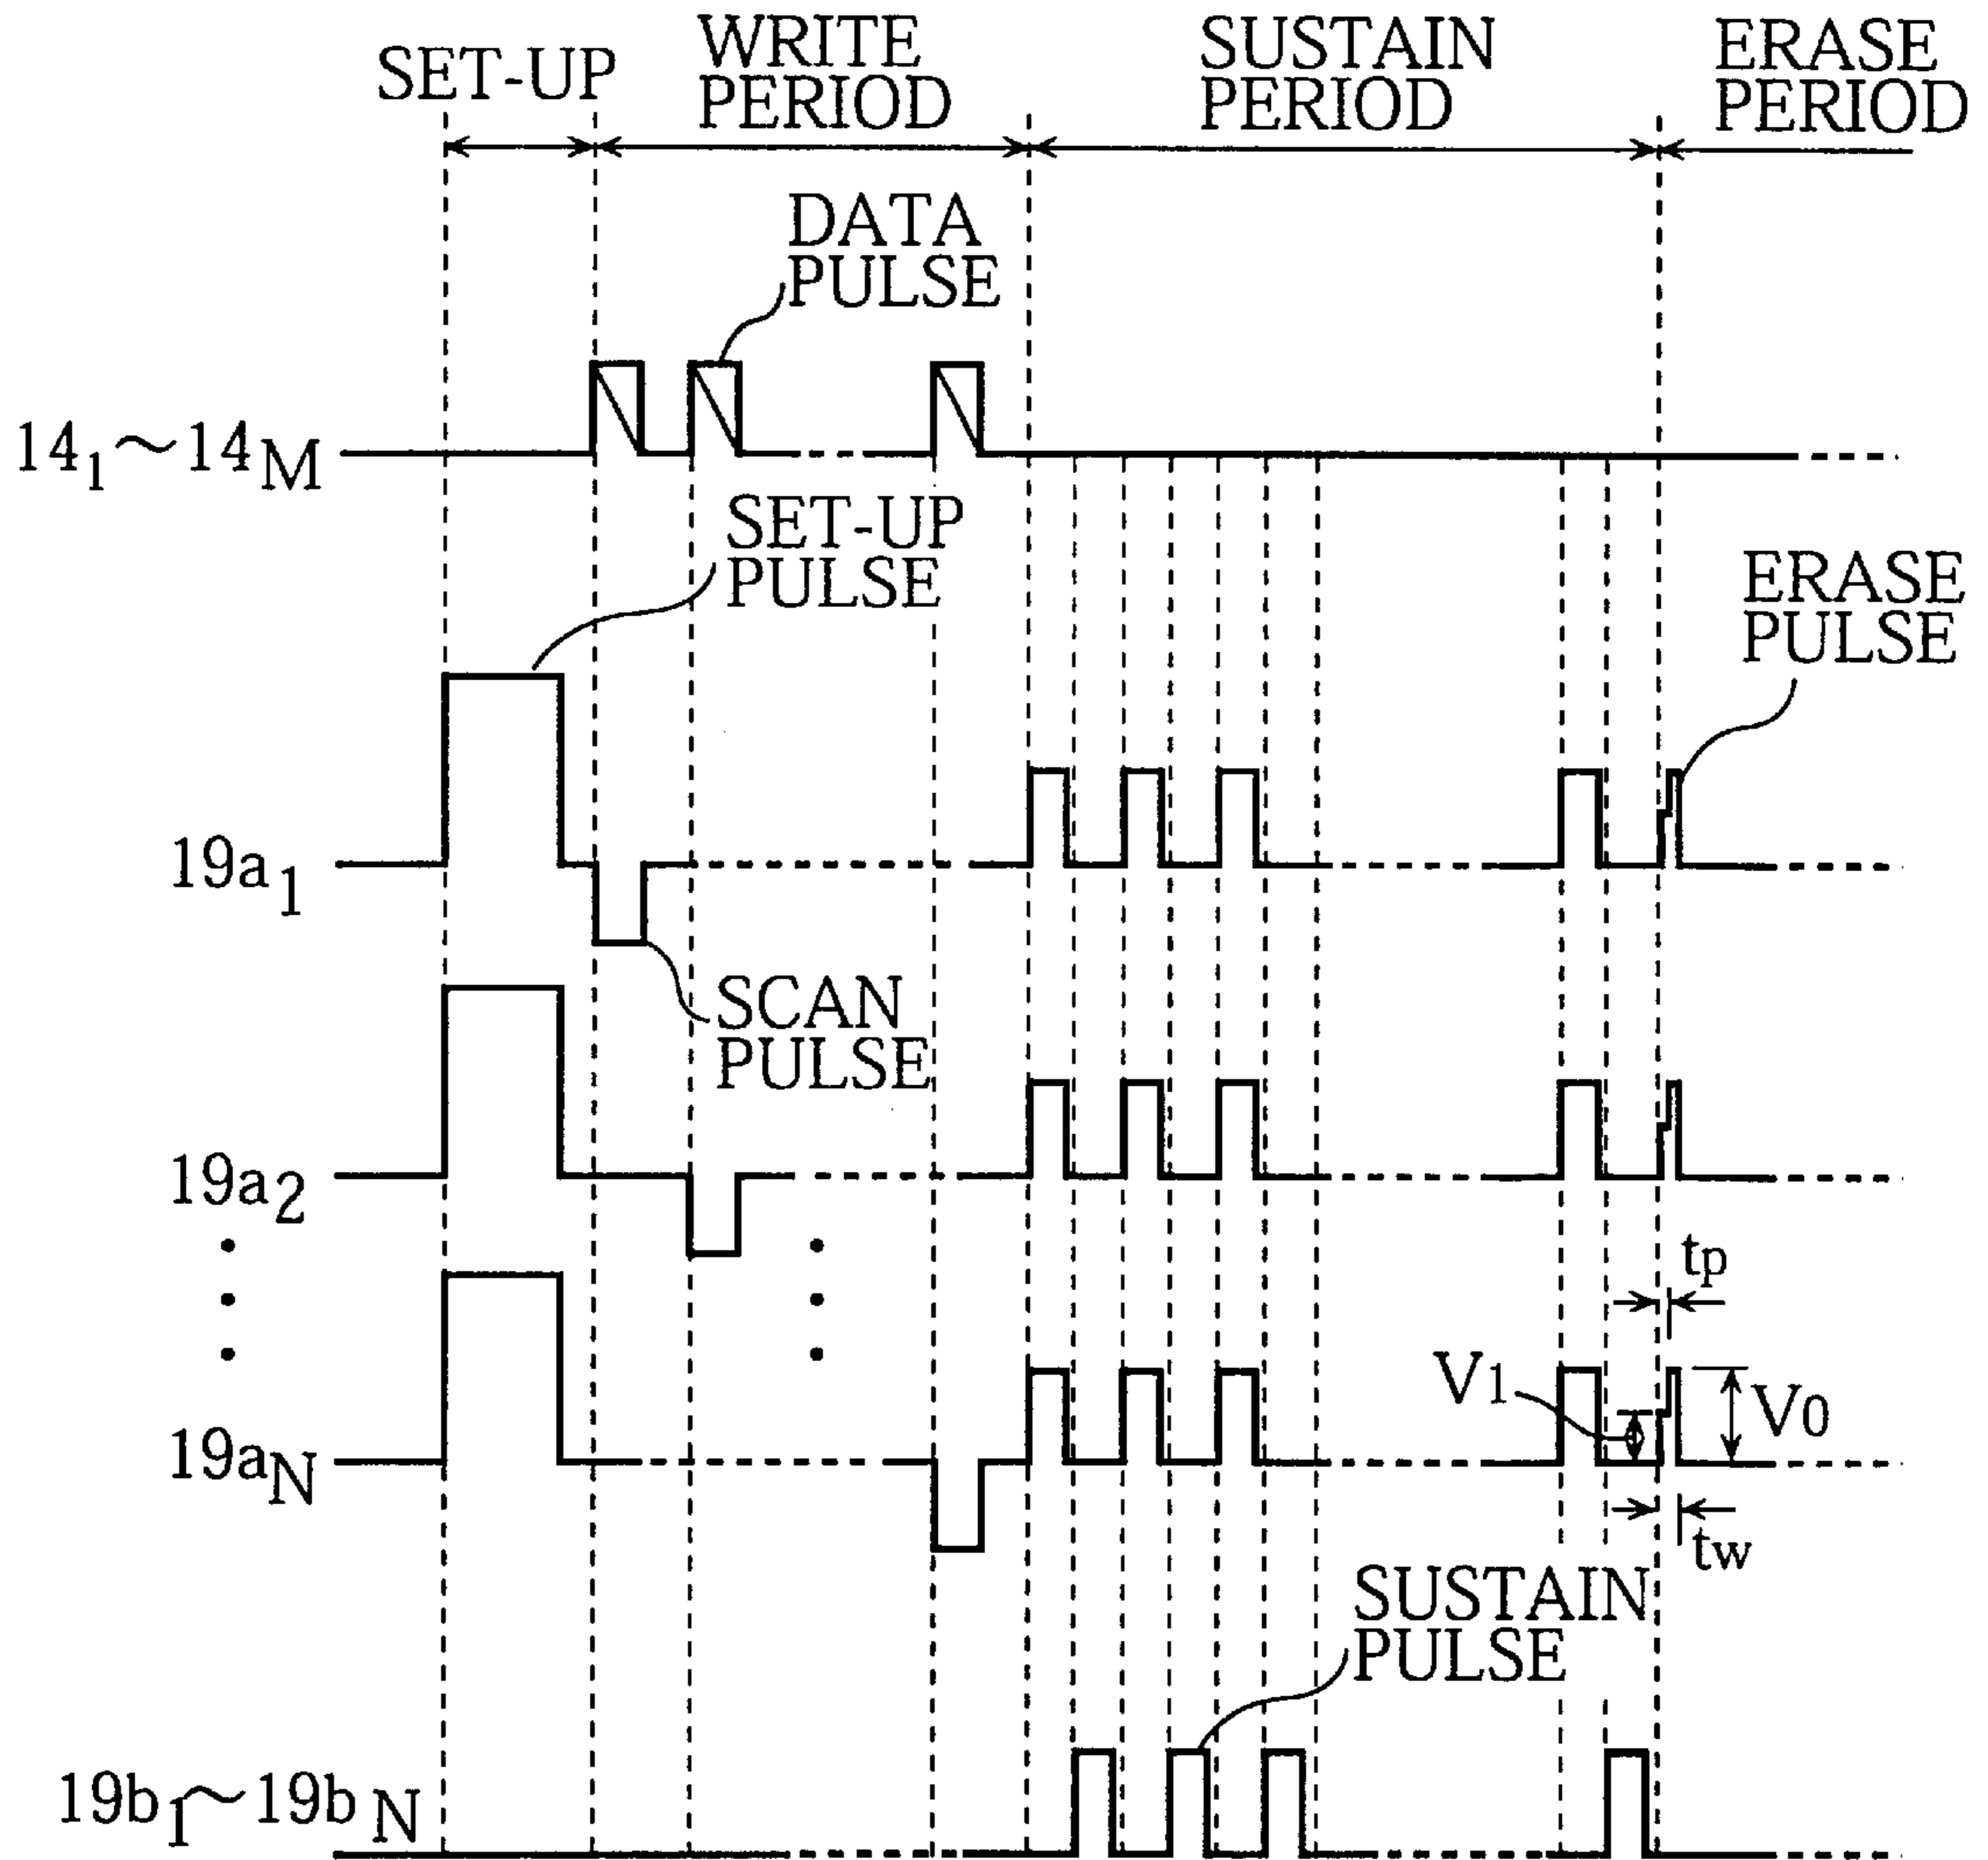 SET-UP
WRITE
PERIOD
SUSTAIN
PERIOD
ERASE
PERIOD
DATA
PULSE
14₁~14M
SET-UP
PULSE
ERASE
PULSE
19a₁
SCAN
PULSE
19a₂
tp
V1
V0
19aN
tw
SUSTAIN
PULSE
19b₁~19bN